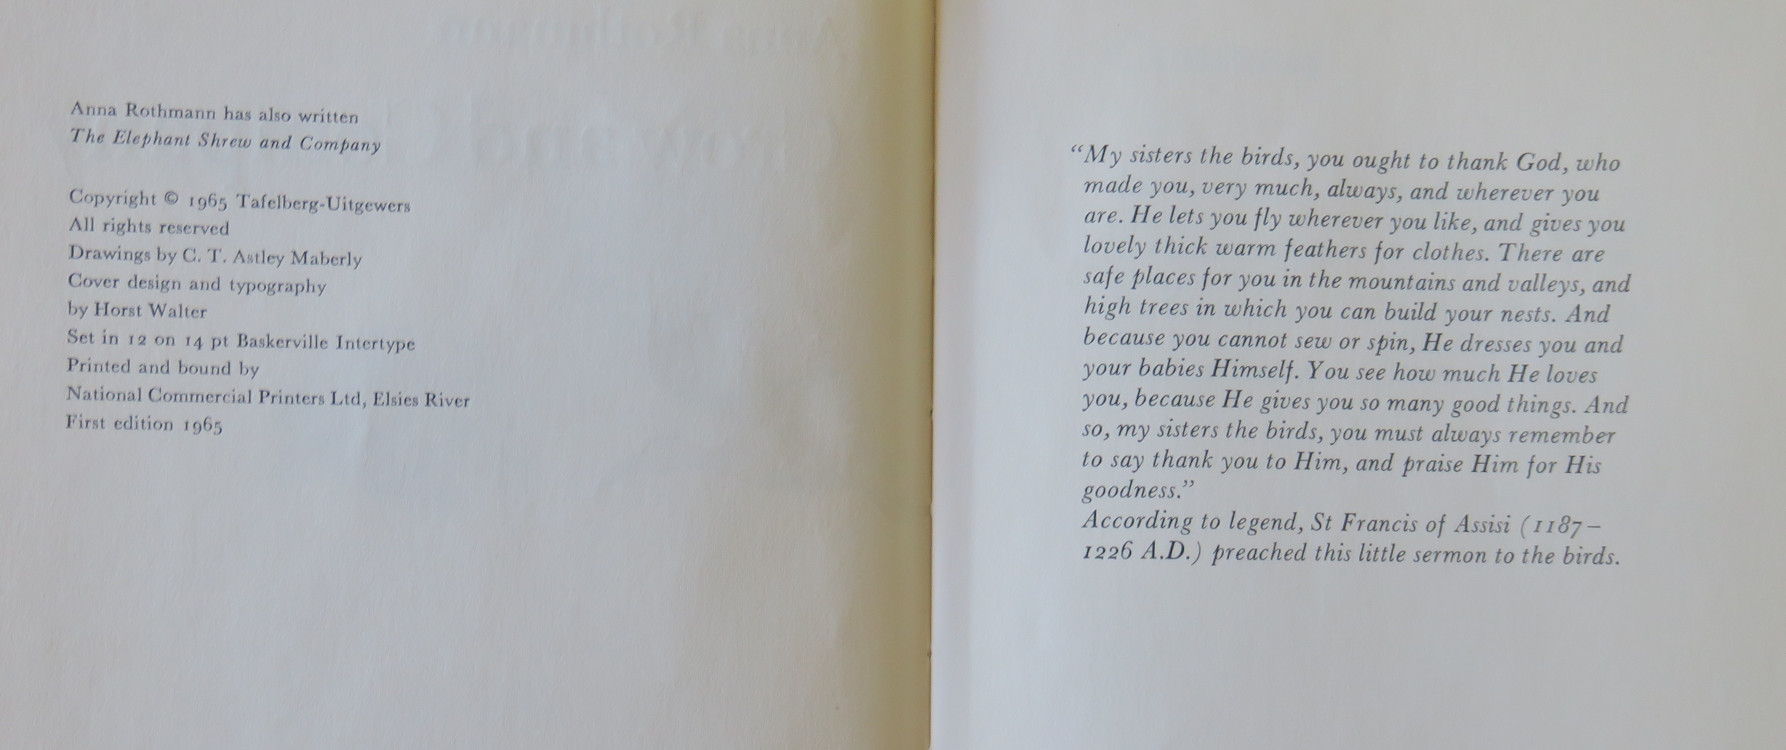 Anna Rothmann has also written
The Elephant Shrew and Company
Copyright © 1965 Tafelberg-Uitgewers
All rights reserved
Drawings by C. T. Astley Maberly
Cover design and typography
by Horst Walter
Set in 12 on 14 pt Baskerville Intertype
Printed and bound by
National Commercial Printers Ltd, Elsies River
First edition 1965
“My sisters the birds, you ought to thank God, who
made you, very much, always, and wherever you
are. He lets you fly wherever you like, and gives you
lovely thick warm feathers for clothes. There are
safe places for you in the mountains and valleys, and
high trees in which you can build your nests. And
because you cannot sew or spin, He dresses you and
your babies Himself. You see how much He loves
you, because He gives you so many good things. And
so, my sisters the birds, you must always remember
to say thank you to Him, and praise Him for His
goodness.”
According to legend, St Francis of Assisi (1187–
1226 A.D.) preached this little sermon to the birds.